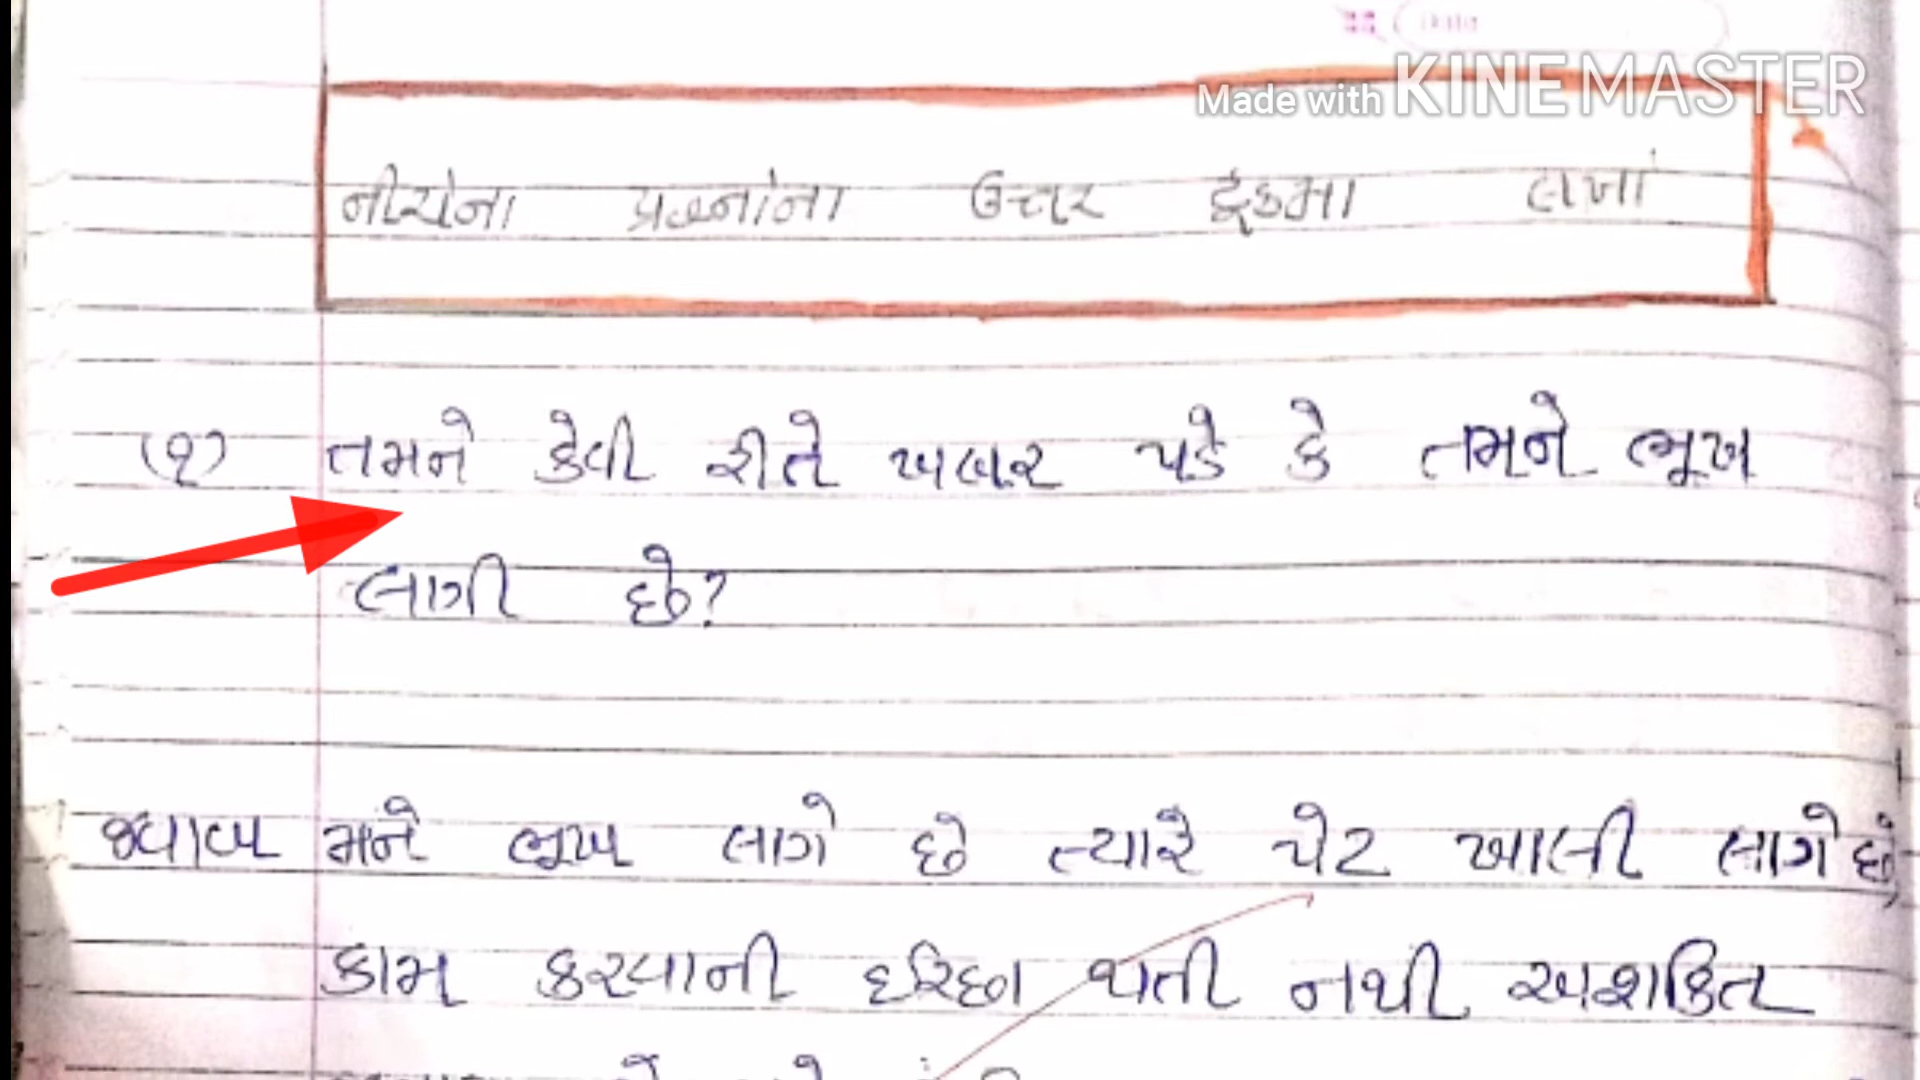 Made with KINEMASTER
નીચેના પ્રશ્નોના ઉત્તર ટૂંકમા લખાં
(૧) તમને કેવી રીતે ખબર પડે કે તમને ભૂખ
લાગી છે?
જવાબ મને ભૂખ લાગે છે ત્યારે પેટ ખાલી લાગે છે,
કામ કરવાની ઇચ્છા થતી નથી, અશકિત